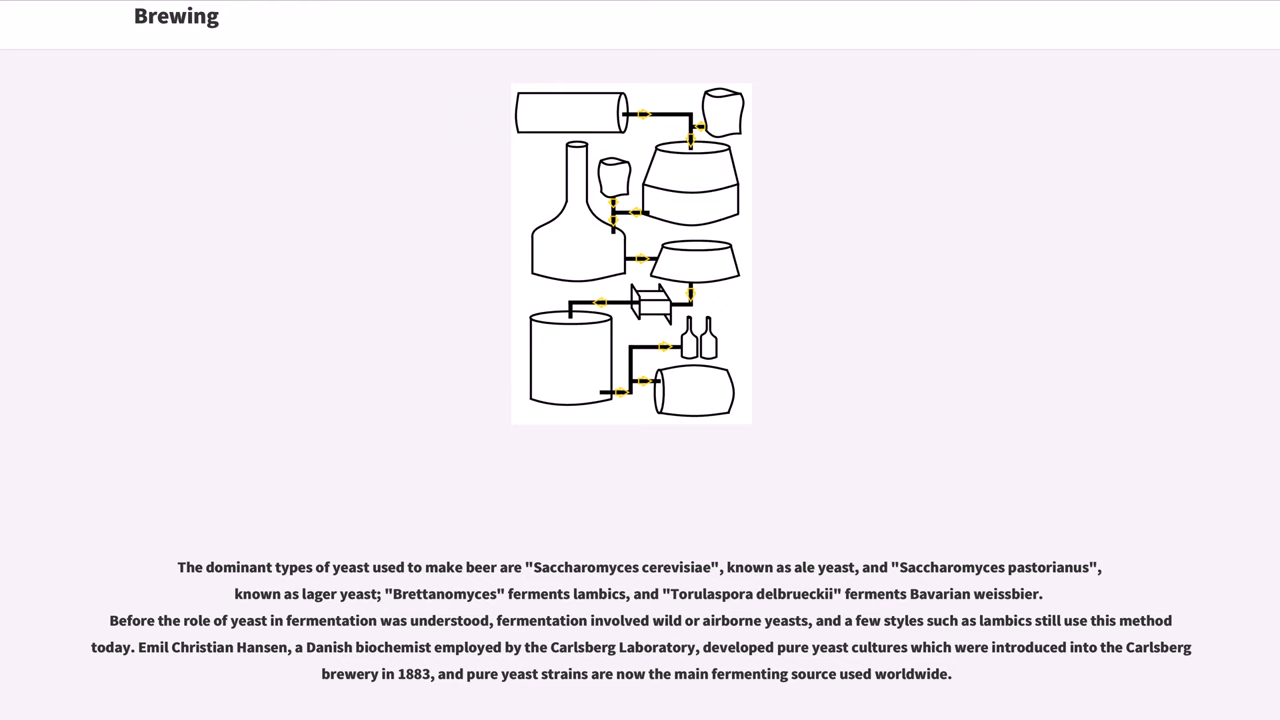 Brewing
The dominant types of yeast used to make beer are "Saccharomyces cerevisiae", known as ale yeast, and "Saccharomyces pastorianus",
known as lager yeast; "Brettanomyces" ferments lambics, and "Torulaspora delbrueckii" ferments Bavarian weissbier.
Before the role of yeast in fermentation was understood, fermentation involved wild or airborne yeasts, and a few styles such as lambics still use this method
today. Emil Christian Hansen, a Danish biochemist employed by the Carlsberg Laboratory, developed pure yeast cultures which were introduced into the Carlsberg
brewery in 1883, and pure yeast strains are now the main fermenting source used worldwide.